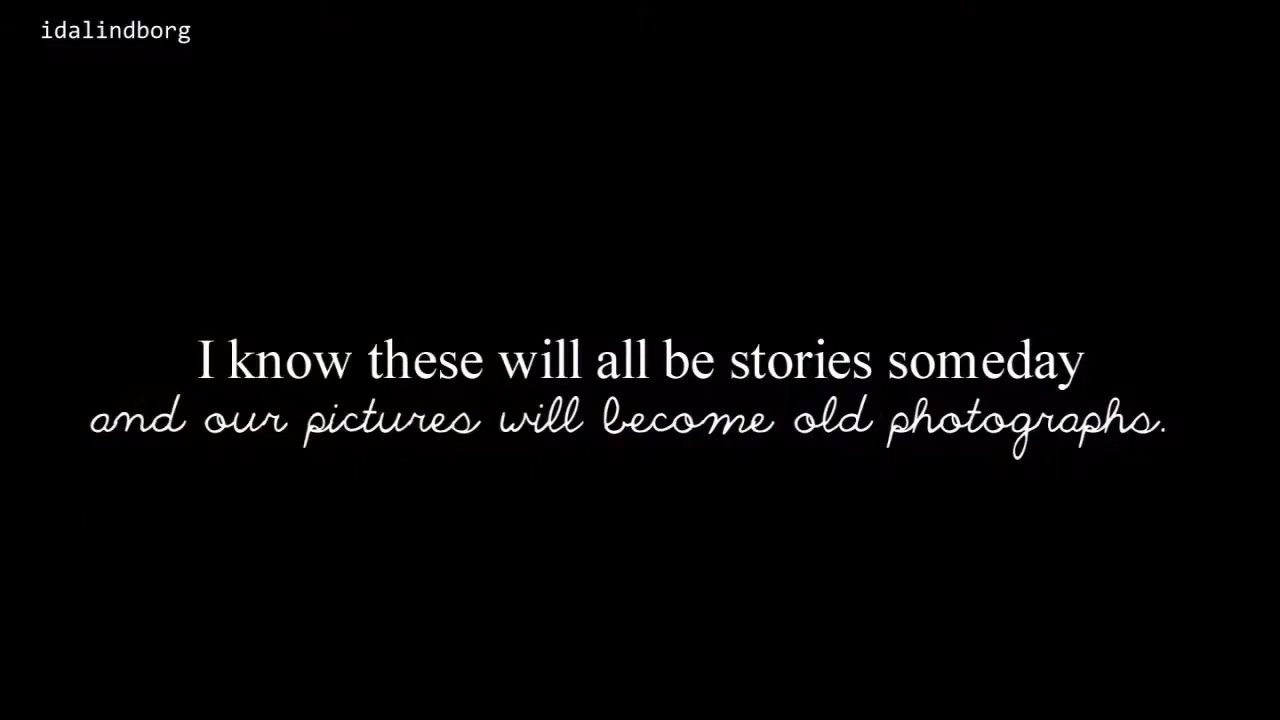 idalindborg
I know these will all be stories someday
and our pictures will become old photographs.